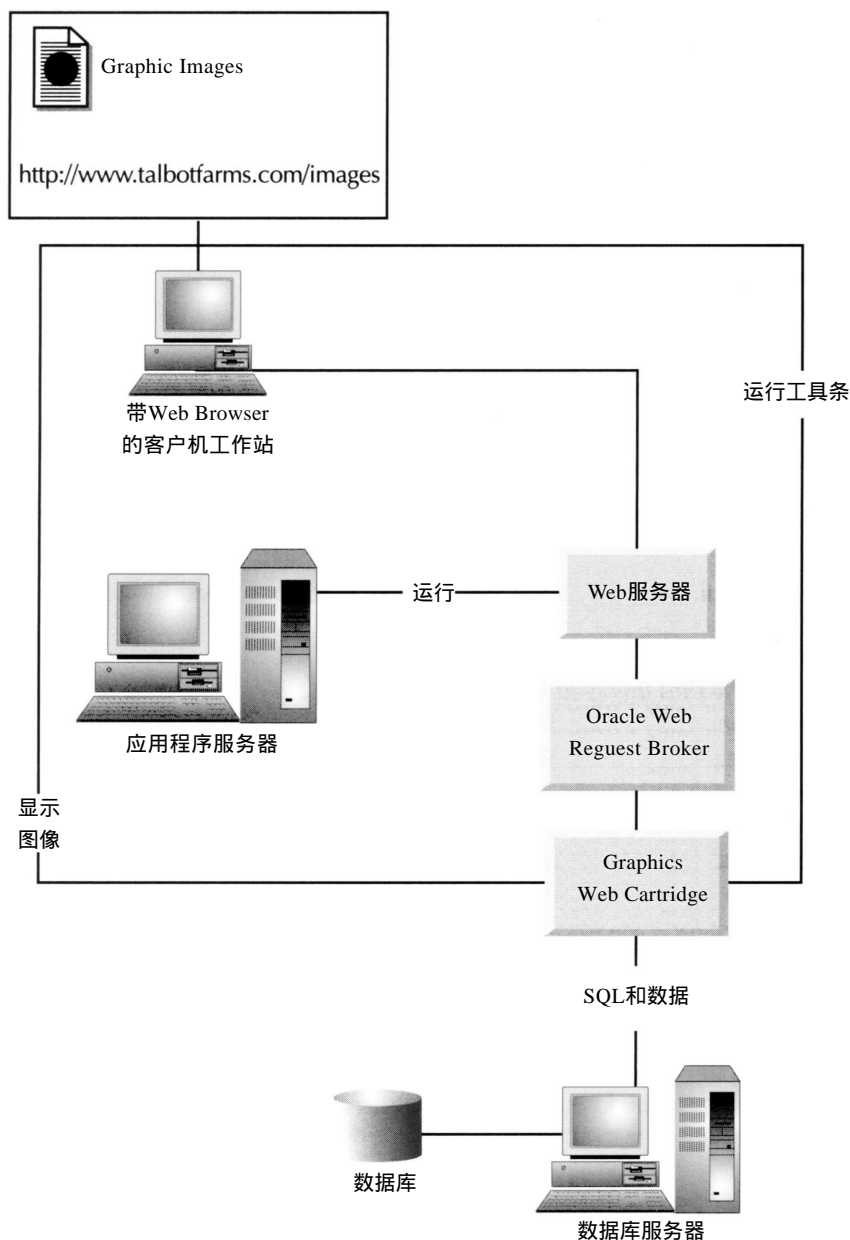 Graphic Images
http://www.talbotfarms.com/images
带Web Browser
的客户机工作站
运行工具条
运行
Web服务器
应用程序服务器
Oracle Web
Reguest Broker
显示
图像
Graphics
Web Cartridge
SQL和数据
数据库
数据库服务器